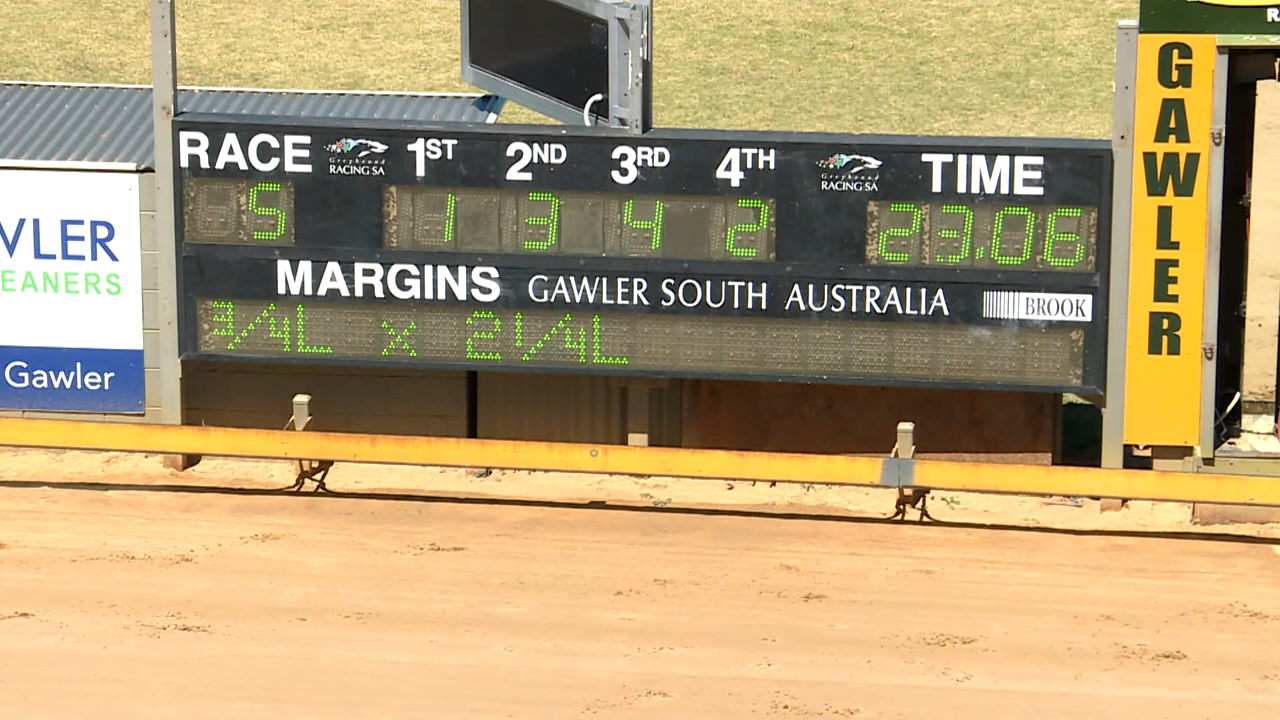 RACE 1ST 2ND 3RD 4TH TIME
Greyhound RACING SA
Greyhound RACING SA
5 1 3 4 2 23.06
MARGINS GAWLER SOUTH AUSTRALIA BROOK
3/4L x 2 1/4L
GAWLER
EANERS
Gawler